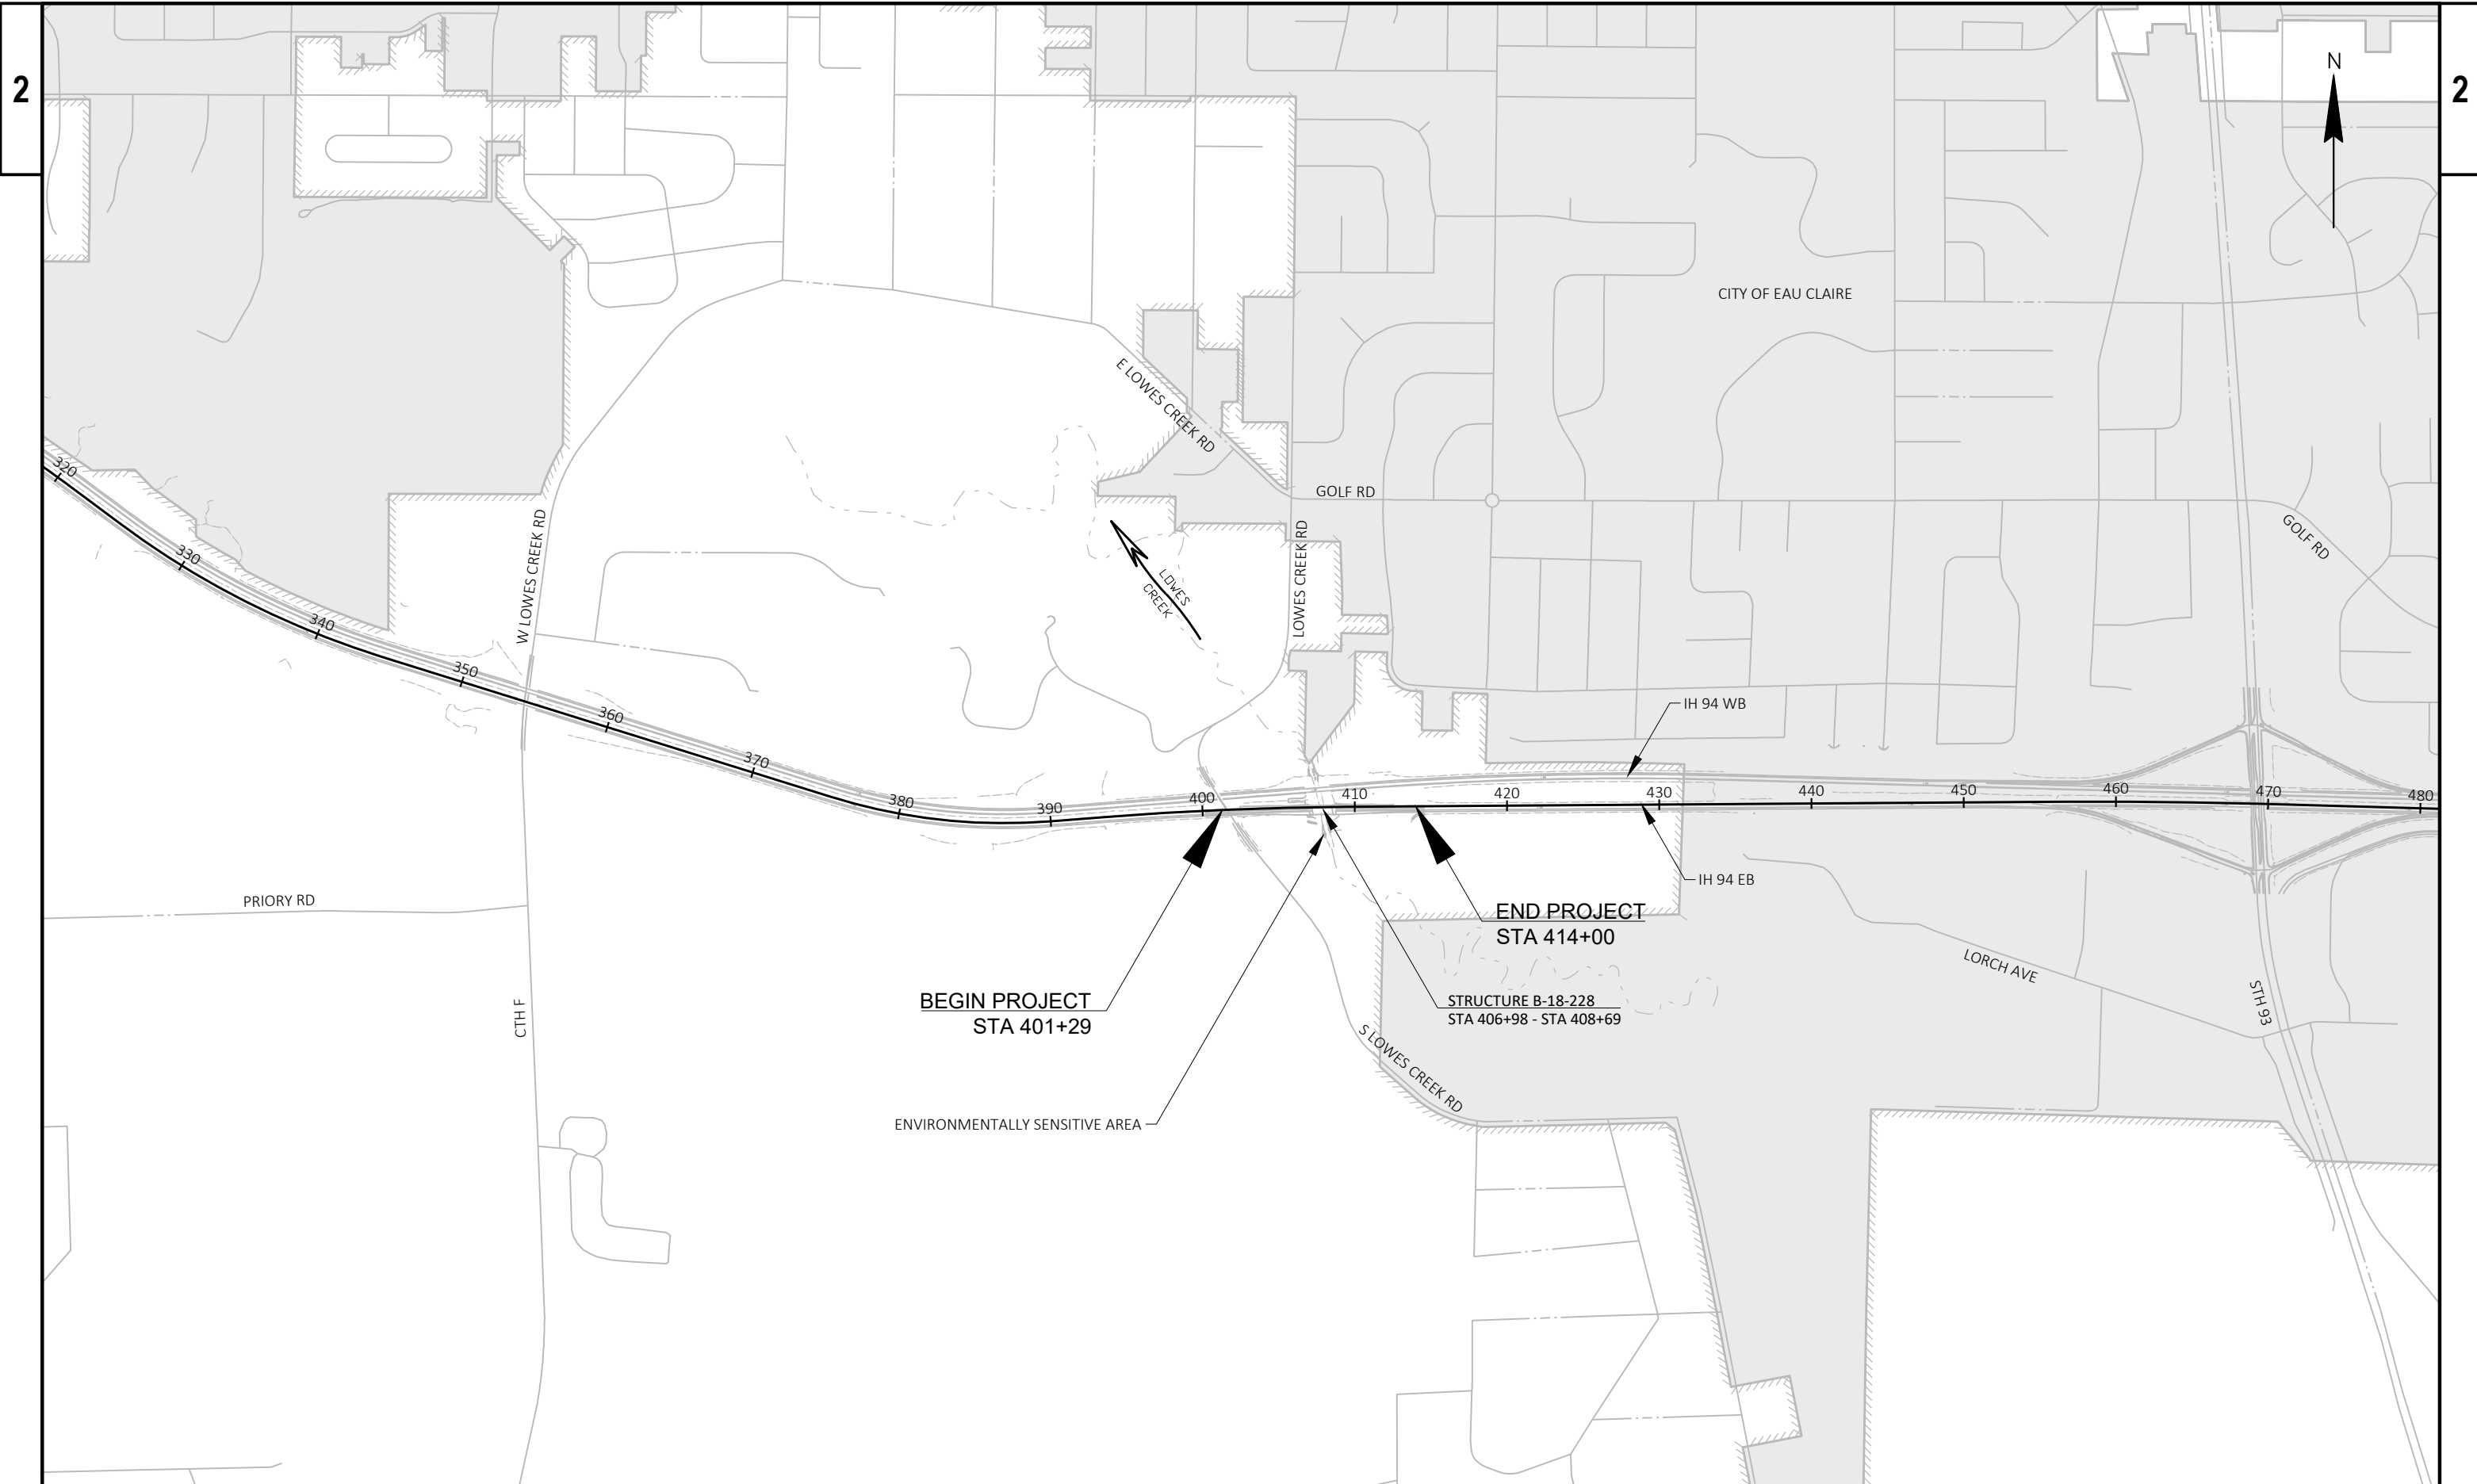 2
2
N
CITY OF EAU CLAIRE
E LOWES CREEK RD
GOLF RD
GOLF RD
W LOWES CREEK RD
LOWES CREEK RD
LOWES
CREEK
320
330
340
350
360
370
380
390
400
410
420
430
440
450
460
470
480
IH 94 WB
IH 94 EB
PRIORY RD
CTH F
END PROJECT
STA 414+00
BEGIN PROJECT
STA 401+29
STRUCTURE B-18-228
STA 406+98 - STA 408+69
LORCH AVE
STH 93
S LOWES CREEK RD
ENVIRONMENTALLY SENSITIVE AREA